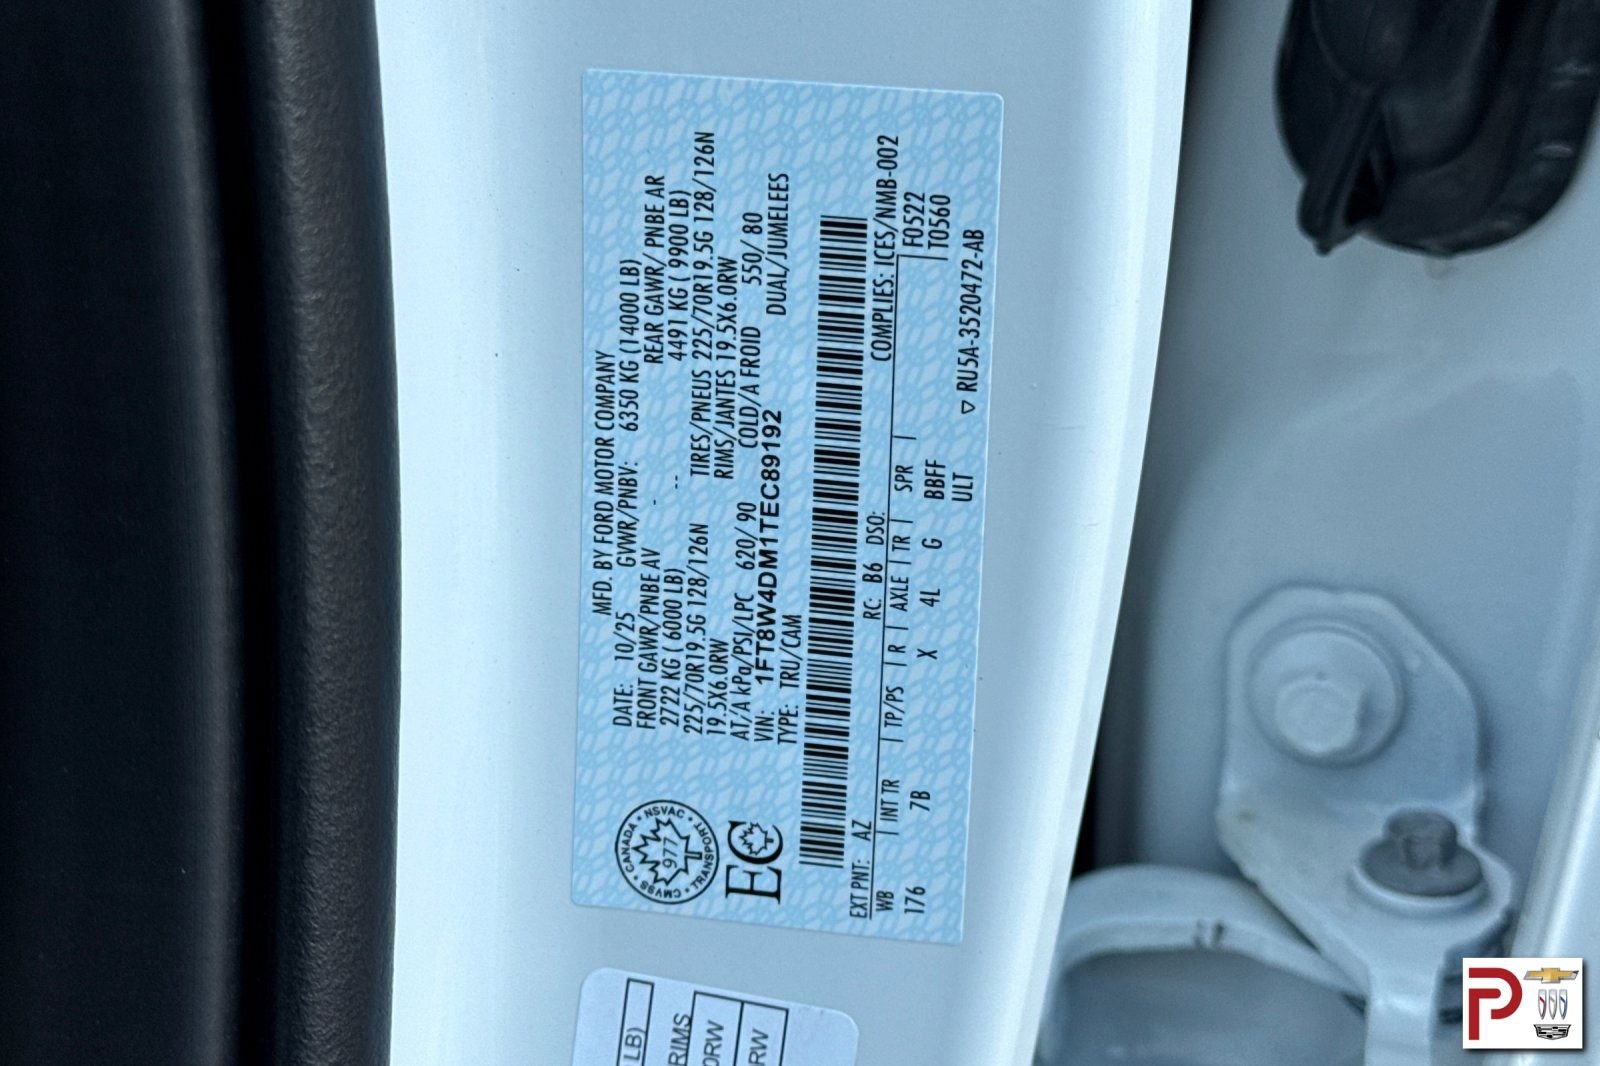 MFD. BY FORD MOTOR COMPANY
DATE: 10/25 GVWR/PNBV: 6350 KG (14000 LB)
FRONT GAWR/PNBE AV - REAR GAWR/ PNBE AR
2722 KG ( 6000 LB) -- 4491 KG ( 9900 LB)
225/70R19.5G 128/126N TIRES/PNEUS 225/70R19.5G 128/126N
19.5X6.0RW RIMS/JANTES 19.5X6.0RW
AT/A kPa/PSI/LPC 620/ 90 COLD/A FROID 550/ 80
VIN: 1FT8W4DM1TEC89192 DUAL/JUMELEES
TYPE: TRU/CAM
CANADA • NSVAC • TRANSPORT • CMVSS
977
EC
COMPLIES: ICES/NMB-002
EXT PNT: AZ RC: B6 DSO:
WB | INT TR | TP/PS | R | AXLE | TR | SPR | F0522
176 7B X 4L G BBFF T0560
ULT
▽ RU5A-3520472-AB
LB)
RIMS
0RW
RW
P